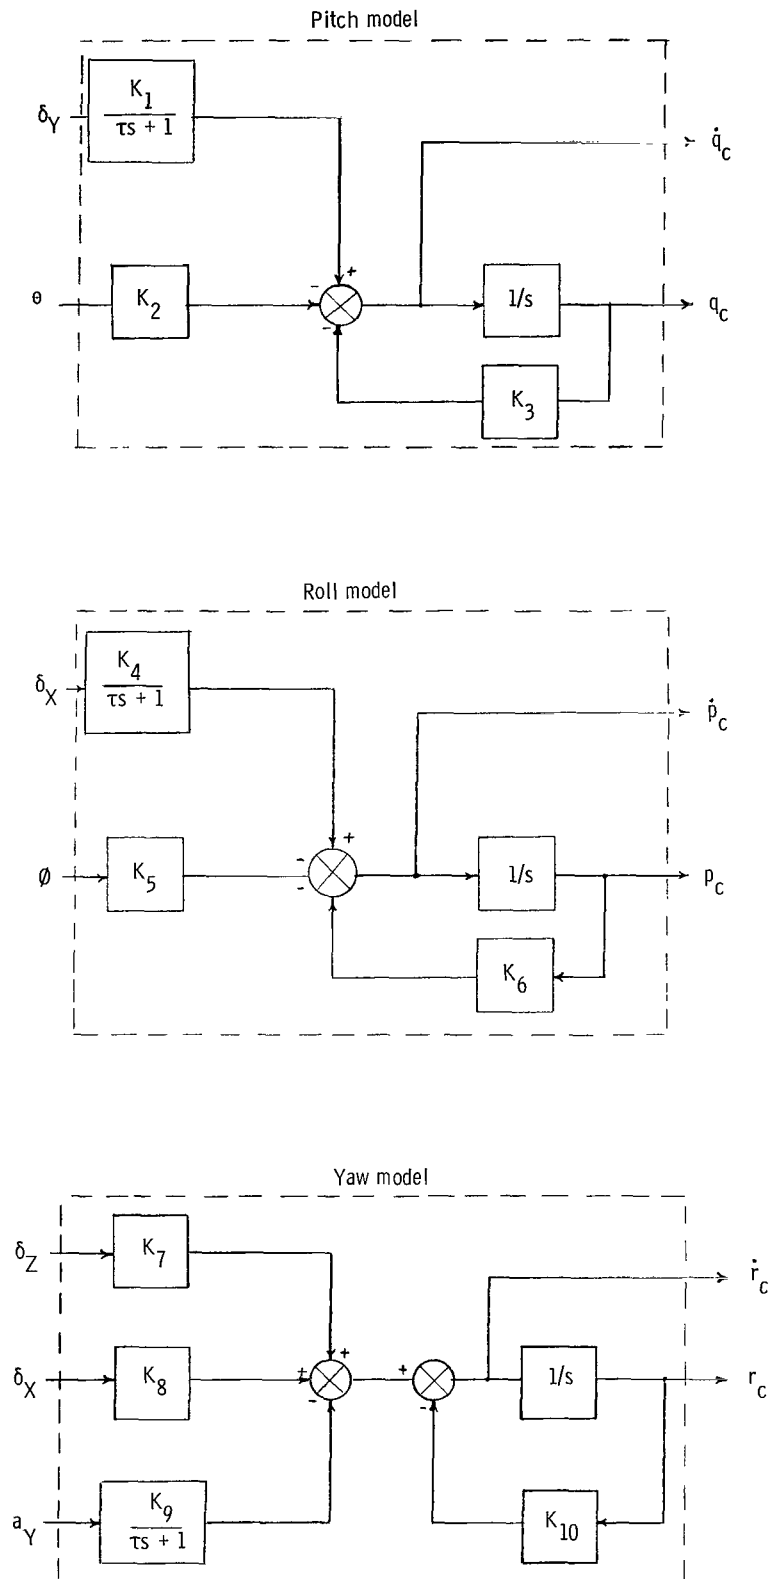 Pitch model
δY
K1
τs + 1
q̇c
+
-
θ
K2
-
1/s
qc
K3
Roll model
δX
K4
τs + 1
ṗc
+
-
ϕ
K5
-
1/s
pc
K6
Yaw model
δZ
K7
ṙc
+
δX
K8
+
-
+
-
1/s
rc
aY
K9
τs + 1
K10